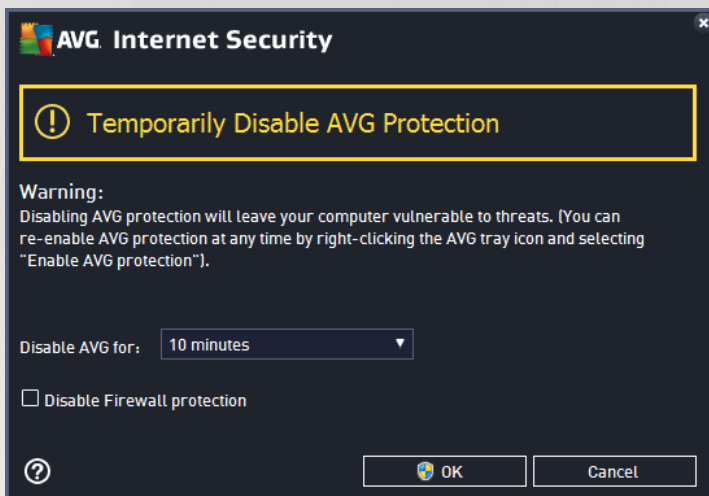 AVG Internet Security
Temporarily Disable AVG Protection
Warning:
Disabling AVG protection will leave your computer vulnerable to threats. (You can
re-enable AVG protection at any time by right-clicking the AVG tray icon and selecting
"Enable AVG protection").
Disable AVG for: 10 minutes
Disable Firewall protection
OK Cancel